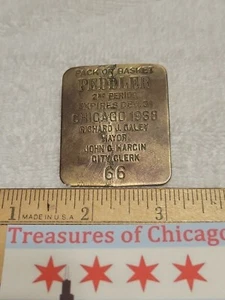 PACK OR BASKET
PEDDLER
2ND PERIOD
EXPIRES DEC 31
CHICAGO 1958
RICHARD J. DALEY
MAYOR
JOHN C. MARCIN
CITY CLERK
66
1 2 3
MADE IN U.S.A.
Treasures of Chicago